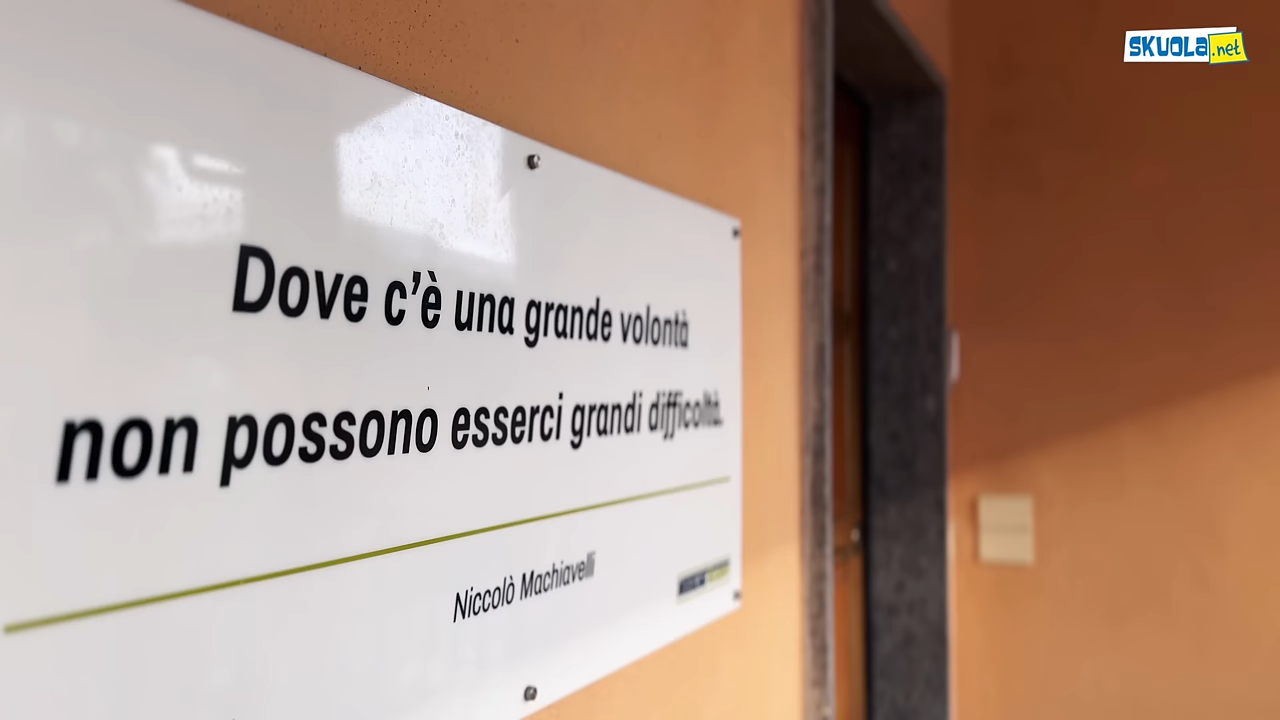 SKUOLA.net
Dove c'è una grande volontà
non possono esserci grandi difficoltà.
Niccolò Machiavelli